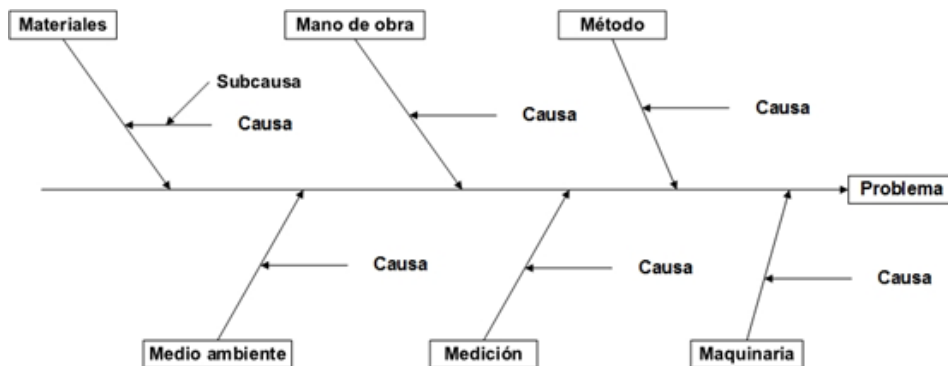 Materiales
Mano de obra
Método
Subcausa
Causa
Causa
Causa
Problema
Causa
Causa
Causa
Medio ambiente
Medición
Maquinaria